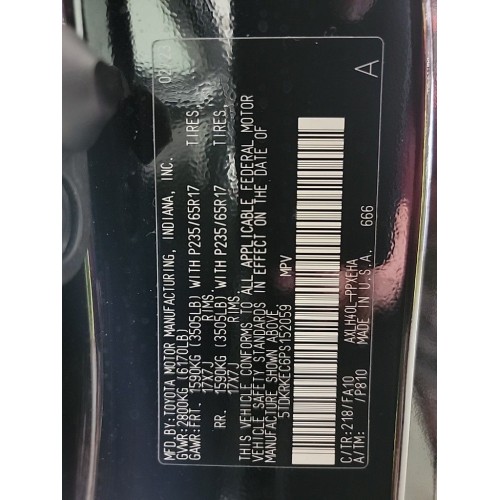 MFD.BY:TOYOTA MOTOR MANUFACTURING, INDIANA, INC.
GVWR:2800KG (6170LB)
GAWR:FRT. 1590KG (3505LB) WITH P235/65R17 TIRES,
17X7J RIMS,
RR. 1590KG (3505LB) WITH P235/65R17 TIRES,
17X7J RIMS
THIS VEHICLE CONFORMS TO ALL APPLICABLE FEDERAL MOTOR
VEHICLE SAFETY STANDARDS IN EFFECT ON THE DATE OF
MANUFACTURE SHOWN ABOVE.
5TDKRKEC6PS152059 MPV
C/TR:218/FA10 AXLH40L-PPXEHA
A/TM: /P810 MADE IN U.S.A. 666
A